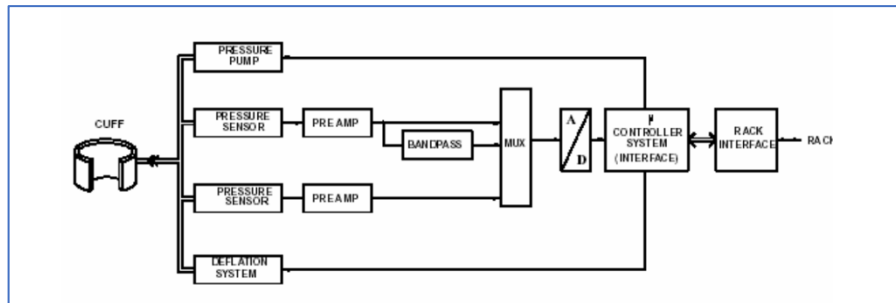 PRESSURE
PUMP
CUFF
PRESSURE
SENSOR
PREAMP
BANDPASS
MUX
A
D
μ
CONTROLLER
SYSTEM
(INTERFACE)
RACK
INTERFACE
PRESSURE
SENSOR
PREAMP
DEFLATION
SYSTEM